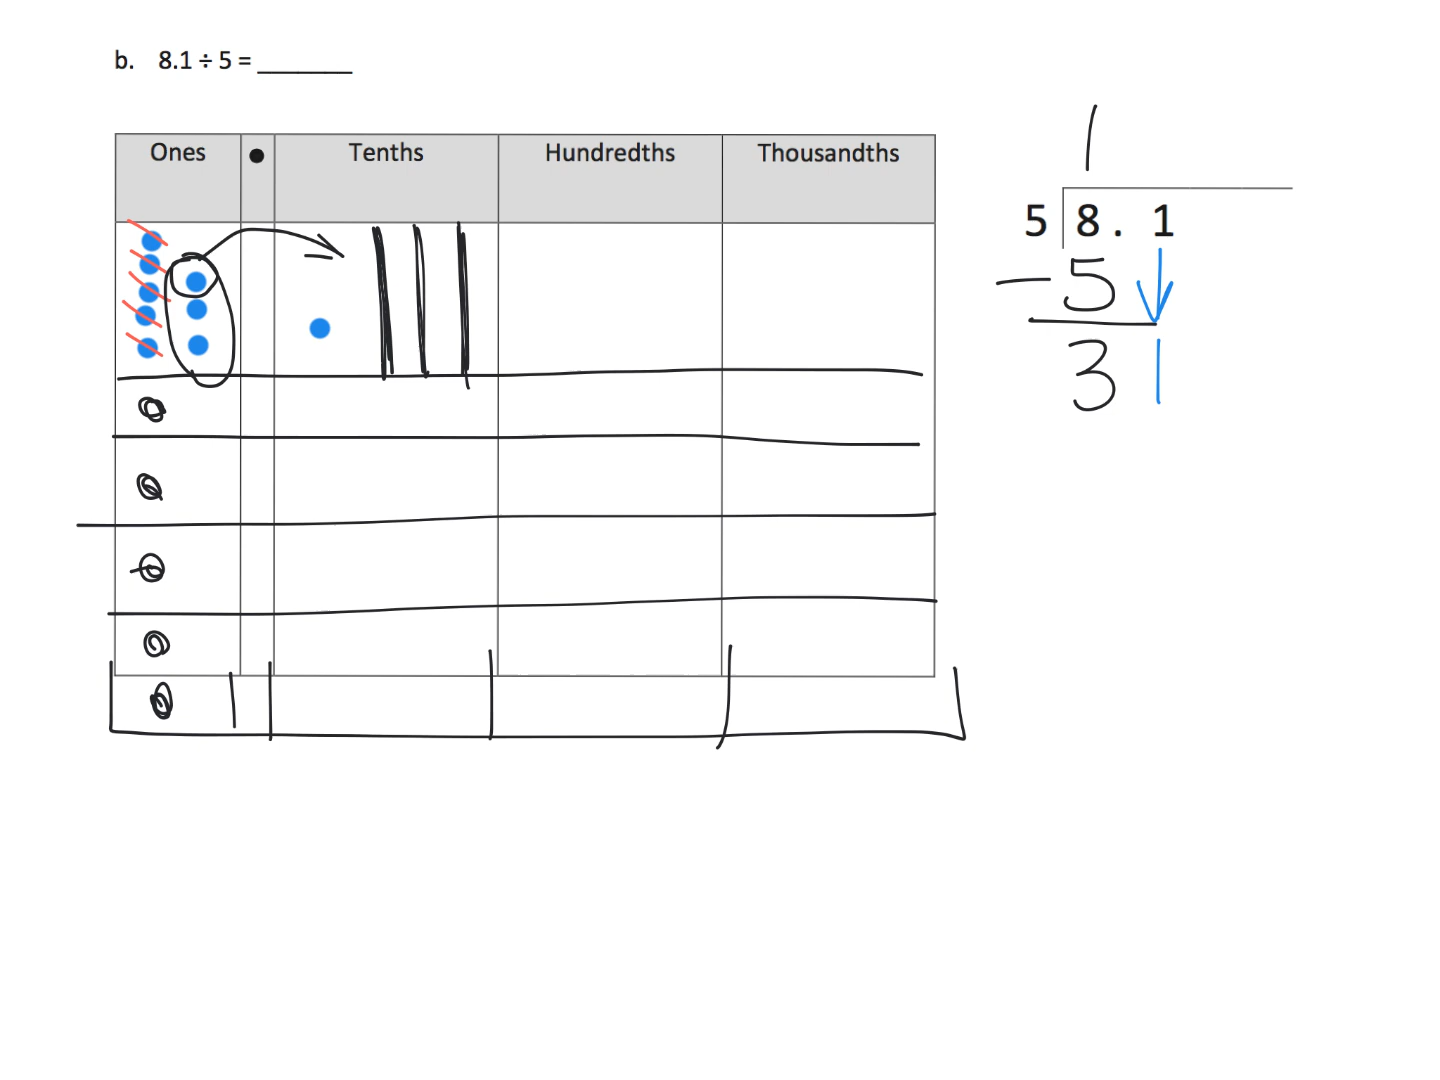 b. 8.1 ÷ 5 = ________
Ones • Tenths Hundredths Thousandths
1
5 8 . 1
— 5
3 1